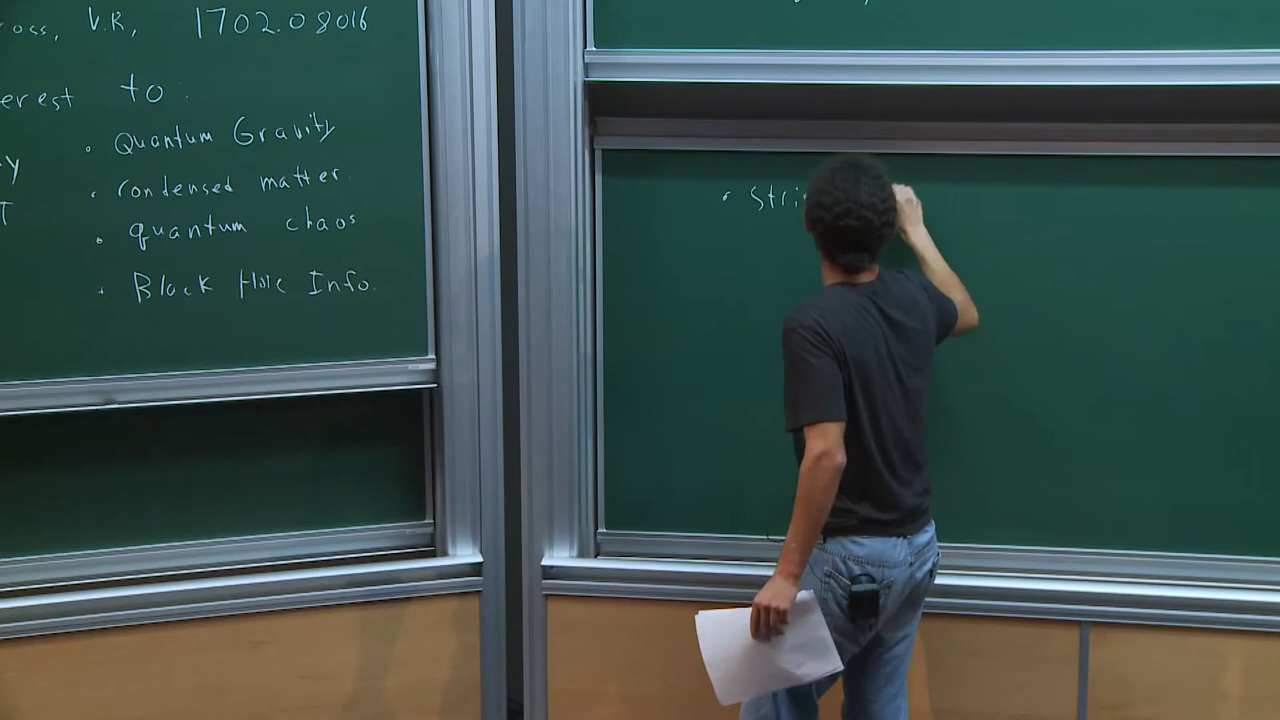 oss, V.R, 1702.08016
erest to
• Quantum Gravity
• condensed matter
• quantum chaos
• Black Hole Info.
y
T
• Stri